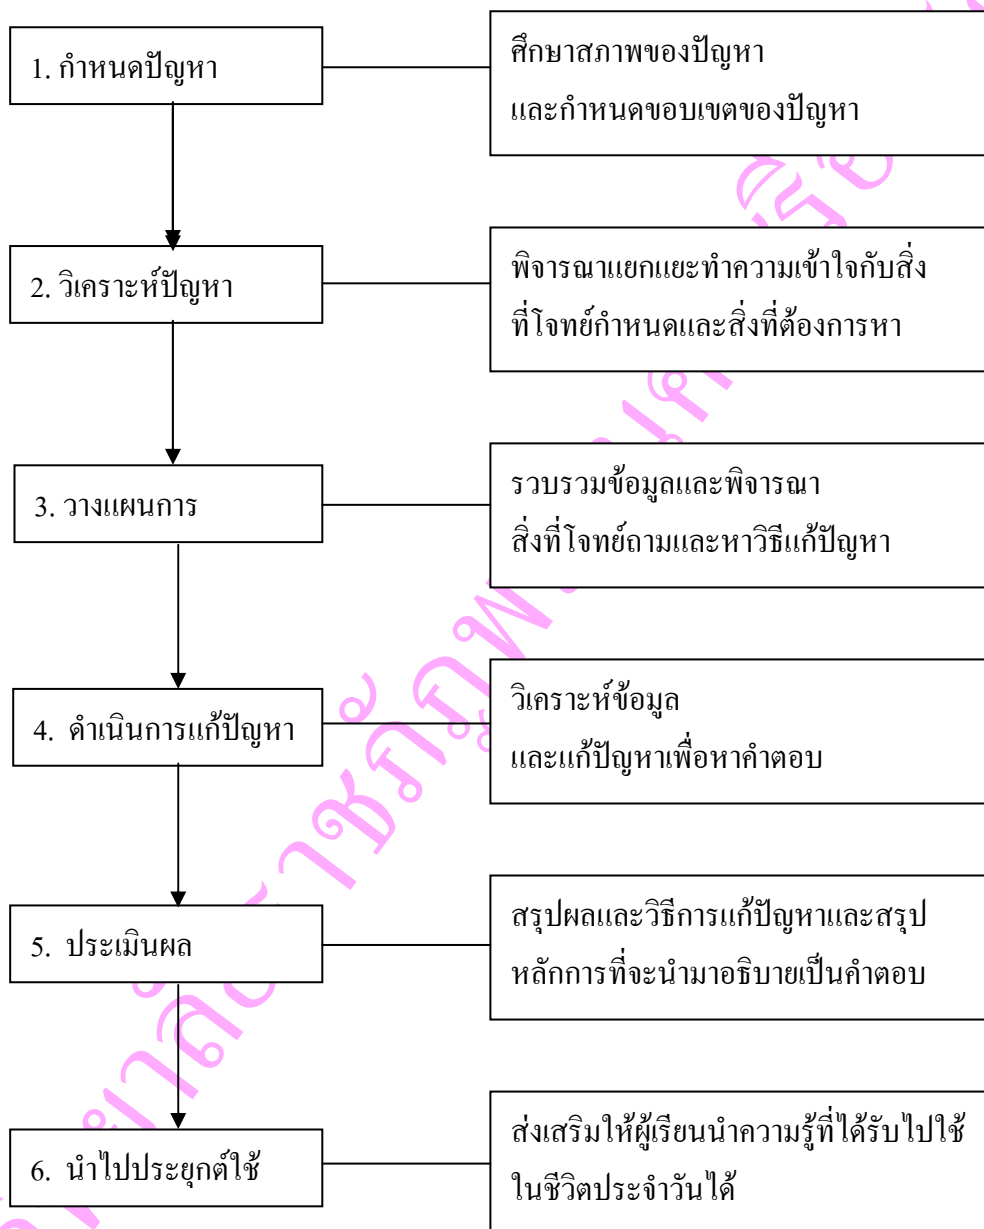 1. กำหนดปัญหา
ศึกษาสภาพของปัญหา
และกำหนดขอบเขตของปัญหา
2. วิเคราะห์ปัญหา
พิจารณาแยกแยะทำความเข้าใจกับสิ่ง
ที่โจทย์กำหนดและสิ่งที่ต้องการหา
3. วางแผนการ
รวบรวมข้อมูลและพิจารณา
สิ่งที่โจทย์ถามและหาวิธีแก้ปัญหา
4. ดำเนินการแก้ปัญหา
วิเคราะห์ข้อมูล
และแก้ปัญหาเพื่อหาคำตอบ
5. ประเมินผล
สรุปผลและวิธีการแก้ปัญหาและสรุป
หลักการที่จะนำมาอธิบายเป็นคำตอบ
6. นำไปประยุกต์ใช้
ส่งเสริมให้ผู้เรียนนำความรู้ที่ได้รับไปใช้
ในชีวิตประจำวันได้